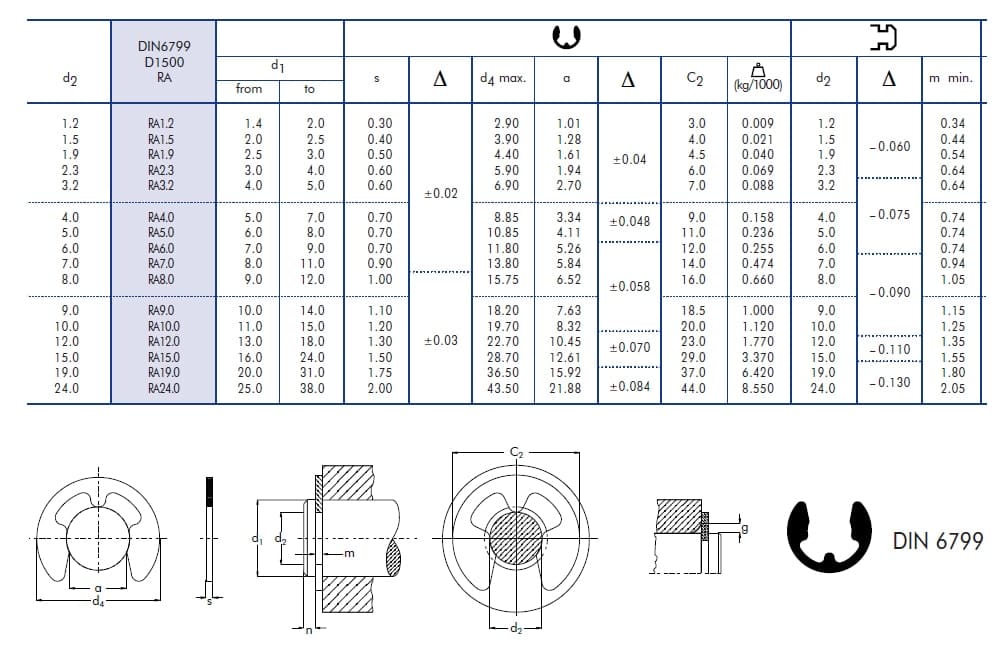 DIN6799
D1500
RA
d2
d1
from to
s Δ d4 max. a Δ C2 (kg/1000) d2 Δ m min.
1.2 RA1.2 1.4 2.0 0.30 2.90 1.01 3.0 0.009 1.2 0.34
1.5 RA1.5 2.0 2.5 0.40 3.90 1.28 4.0 0.021 1.5 0.44
−0.060
1.9 RA1.9 2.5 3.0 0.50 4.40 1.61 4.5 0.040 1.9 0.54
±0.04
2.3 RA2.3 3.0 4.0 0.60 5.90 1.94 6.0 0.069 2.3 0.64
3.2 RA3.2 4.0 5.0 0.60 6.90 2.70 7.0 0.088 3.2 0.64
±0.02
4.0 RA4.0 5.0 7.0 0.70 8.85 3.34 ±0.048 9.0 0.158 4.0 −0.075 0.74
5.0 RA5.0 6.0 8.0 0.70 10.85 4.11 11.0 0.236 5.0 0.74
6.0 RA6.0 7.0 9.0 0.70 11.80 5.26 12.0 0.255 6.0 0.74
7.0 RA7.0 8.0 11.0 0.90 13.80 5.84 14.0 0.474 7.0 0.94
8.0 RA8.0 9.0 12.0 1.00 15.75 6.52 ±0.058 16.0 0.660 8.0 −0.090 1.05
9.0 RA9.0 10.0 14.0 1.10 18.20 7.63 18.5 1.000 9.0 1.15
10.0 RA10.0 11.0 15.0 1.20 19.70 8.32 20.0 1.120 10.0 1.25
12.0 RA12.0 13.0 18.0 1.30 ±0.03 22.70 10.45 ±0.070 23.0 1.770 12.0 −0.110 1.35
15.0 RA15.0 16.0 24.0 1.50 28.70 12.61 29.0 3.370 15.0 1.55
19.0 RA19.0 20.0 31.0 1.75 36.50 15.92 37.0 6.420 19.0 1.80
24.0 RA24.0 25.0 38.0 2.00 43.50 21.88 ±0.084 44.0 8.550 24.0 −0.130 2.05
C2
d1 d2 m
g
DIN 6799
a
d4
s
n
d2